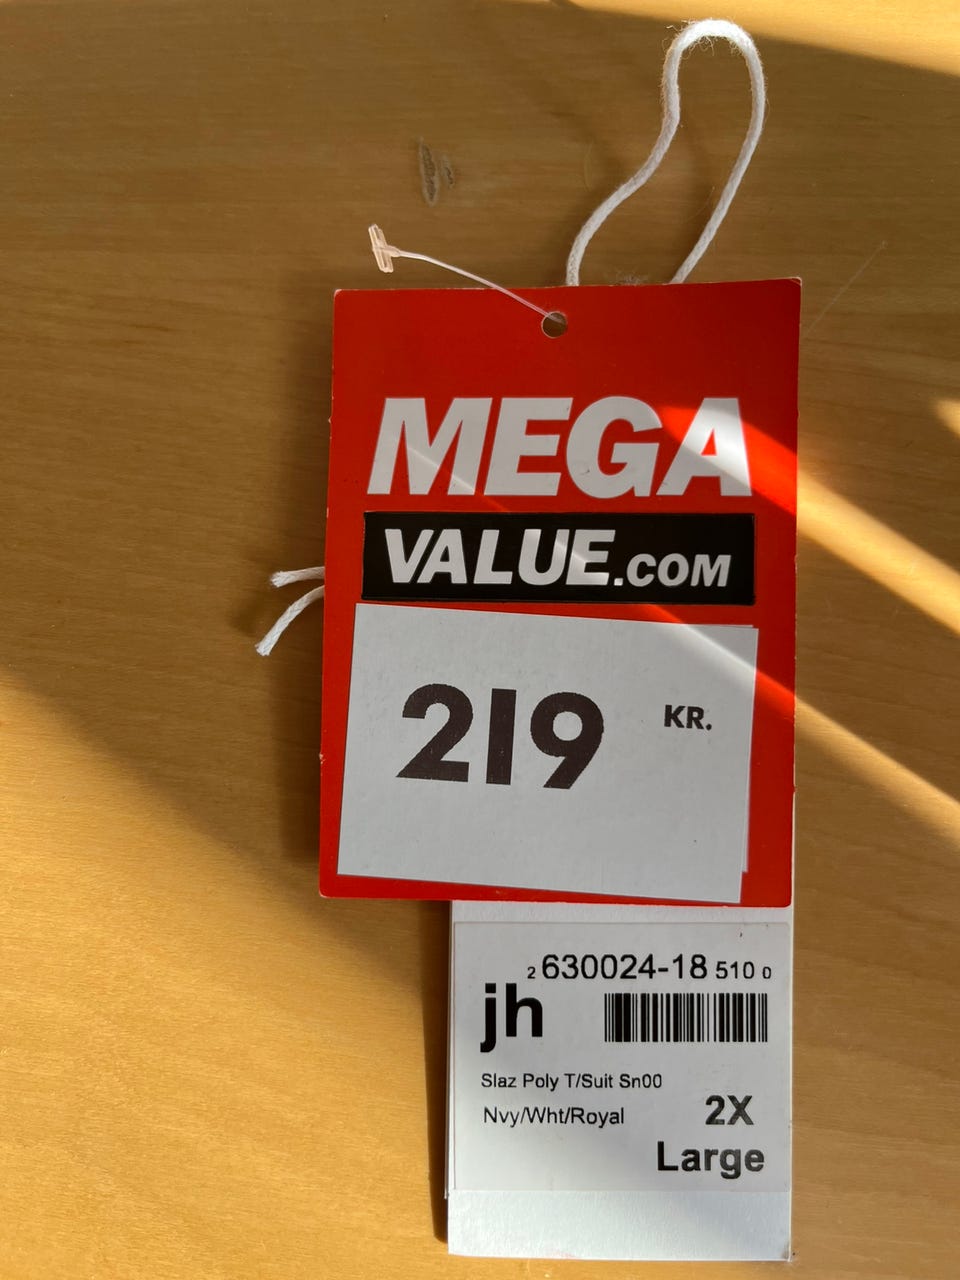 MEGA
VALUE.COM
219 KR.
2 630024-18 510 0
jh
Slaz Poly T/Suit Sn00
Nvy/Wht/Royal
2X
Large